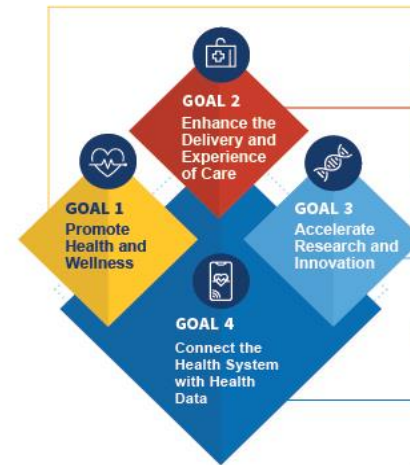 GOAL 2
Enhance the
Delivery and
Experience
of Care
GOAL 1
Promote
Health and
Wellness
GOAL 3
Accelerate
Research and
Innovation
GOAL 4
Connect the
Health System
with Health
Data